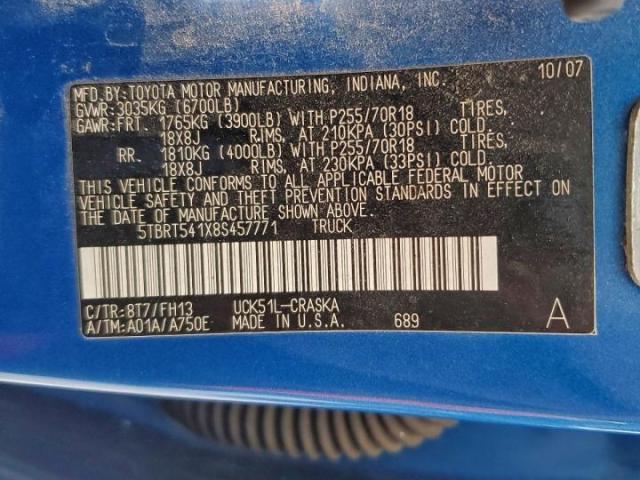 MFD.BY:TOYOTA MOTOR MANUFACTURING, INDIANA, INC. 10/07
GVWR:3035KG (6700LB)
GAWR:FRT. 1765KG (3900LB) WITH P255/70R18 TIRES,
18X8J RIMS, AT 210KPA (30PSI) COLD.
RR. 1810KG (4000LB) WITH P255/70R18 TIRES,
18X8J RIMS, AT 230KPA (33PSI) COLD.
THIS VEHICLE CONFORMS TO ALL APPLICABLE FEDERAL MOTOR
VEHICLE SAFETY AND THEFT PREVENTION STANDARDS IN EFFECT ON
THE DATE OF MANUFACTURE SHOWN ABOVE.
5TBRT541X8S457771 TRUCK
C/TR:8T7/FH13 UCK51L-CRASKA
A/TM:A01A/A750E MADE IN U.S.A. 689 A